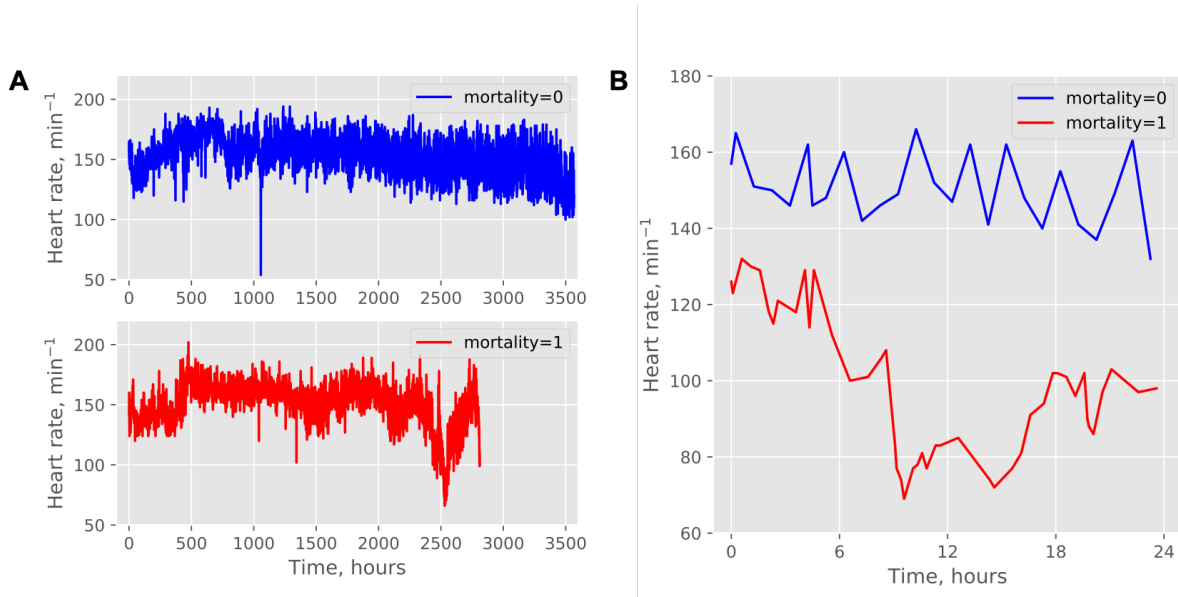 A
Heart rate, min⁻¹
200
150
100
50
mortality=0
0 500 1000 1500 2000 2500 3000 3500
Heart rate, min⁻¹
200
150
100
50
mortality=1
0 500 1000 1500 2000 2500 3000 3500
Time, hours
B
Heart rate, min⁻¹
180
160
140
120
100
80
60
mortality=0
mortality=1
0 6 12 18 24
Time, hours